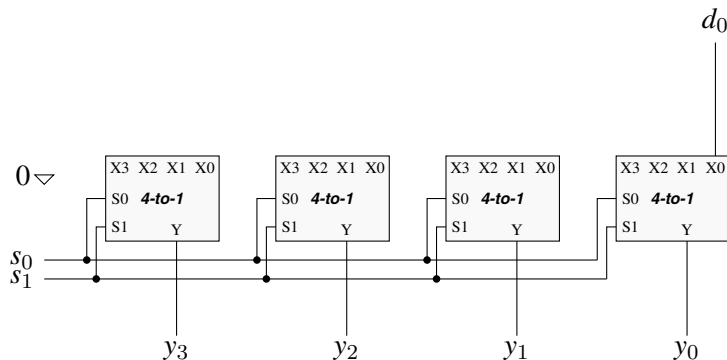 d0
X3 X2 X1 X0 X3 X2 X1 X0 X3 X2 X1 X0 X3 X2 X1 X0
0
S0 4-to-1 S0 4-to-1 S0 4-to-1 S0 4-to-1
S1 Y S1 Y S1 Y S1 Y
s0
s1
y3 y2 y1 y0